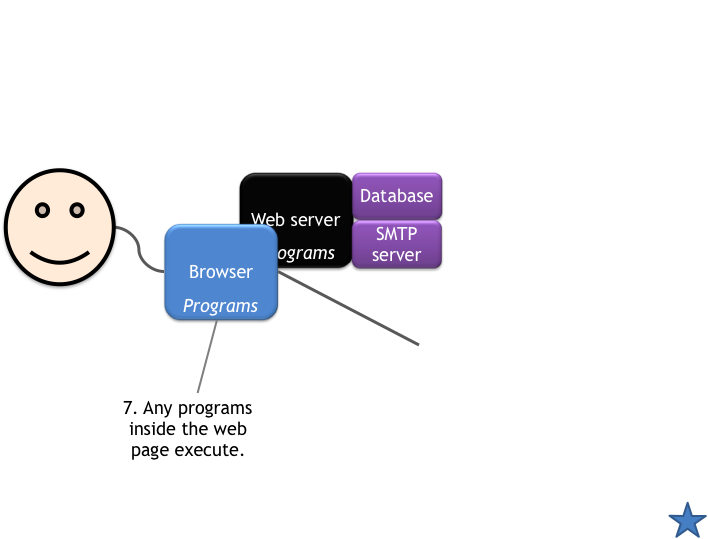 Database
Web server
SMTP
server
ograms
Browser
Programs
7. Any programs
inside the web
page execute.